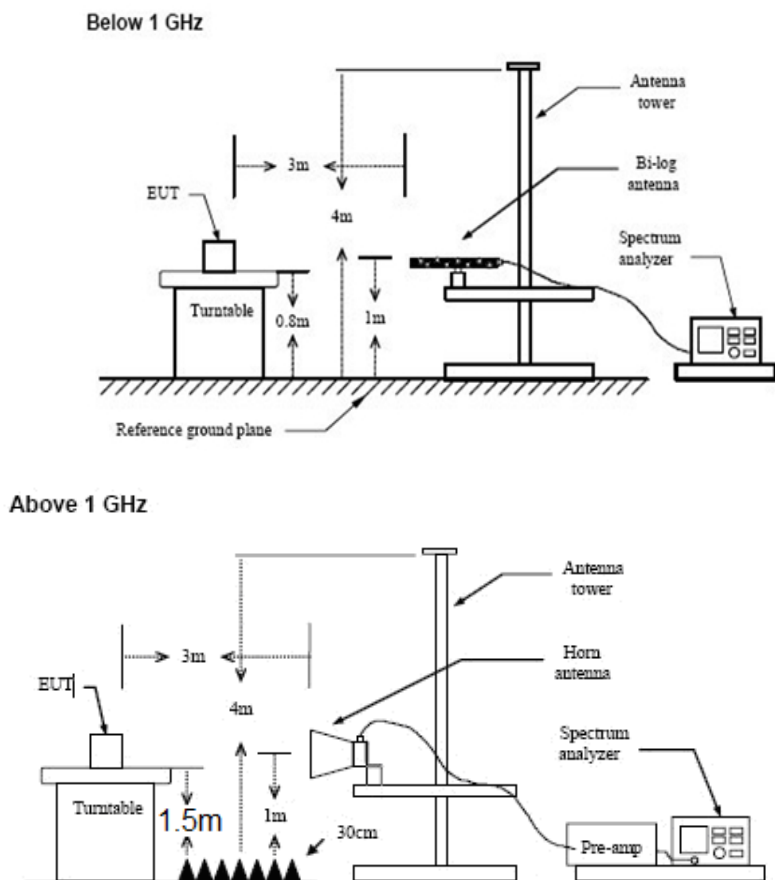 Below 1 GHz
Antenna
tower
3m
Bi-log
antenna
EUT
4m
Spectrum
analyzer
Turntable
0.8m
1m
Reference ground plane
Above 1 GHz
Antenna
tower
3m
Horn
antenna
EUT
4m
Spectrum
analyzer
Turntable
1.5m
1m
30cm
Pre-amp